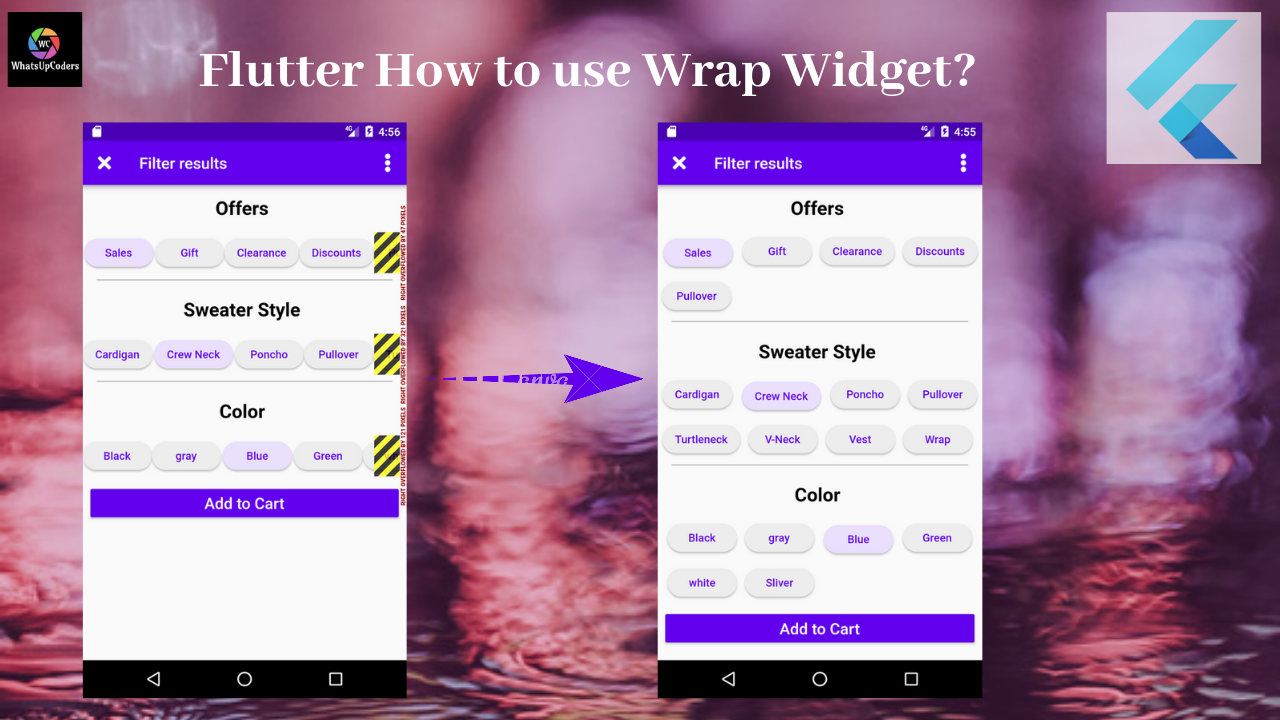 WC
WhatsUpCoders
Flutter How to use Wrap Widget?
4G 4:56
Filter results
Offers
Sales Gift Clearance Discounts
RIGHT OVERFLOWED BY 47 PIXELS
Sweater Style
Cardigan Crew Neck Poncho Pullover
RIGHT OVERFLOWED BY 321 PIXELS
Color
Black gray Blue Green
RIGHT OVERFLOWED BY 121 PIXELS
Add to Cart
4G 4:55
Filter results
Offers
Sales Gift Clearance Discounts
Pullover
Sweater Style
Cardigan Crew Neck Poncho Pullover
Turtleneck V-Neck Vest Wrap
Color
Black gray Blue Green
white Sliver
Add to Cart